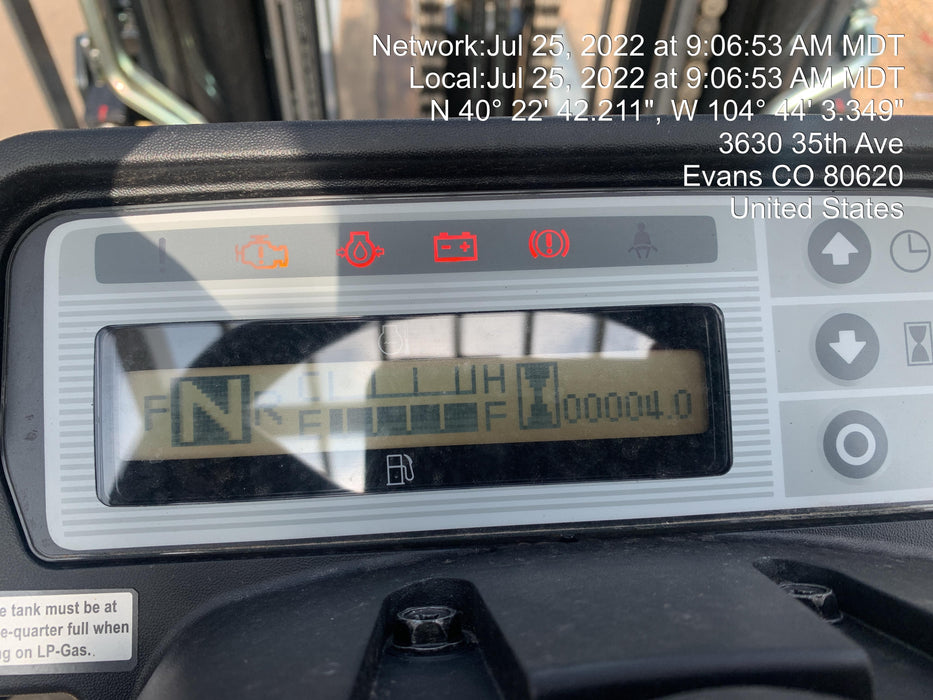 Network:Jul 25, 2022 at 9:06:53 AM MDT
Local:Jul 25, 2022 at 9:06:53 AM MDT
N 40° 22' 42.211", W 104° 44' 3.349"
3630 35th Ave
Evans CO 80620
United States
F N R C H
E F 00004.0
e tank must be at
e-quarter full when
ng on LP-Gas.